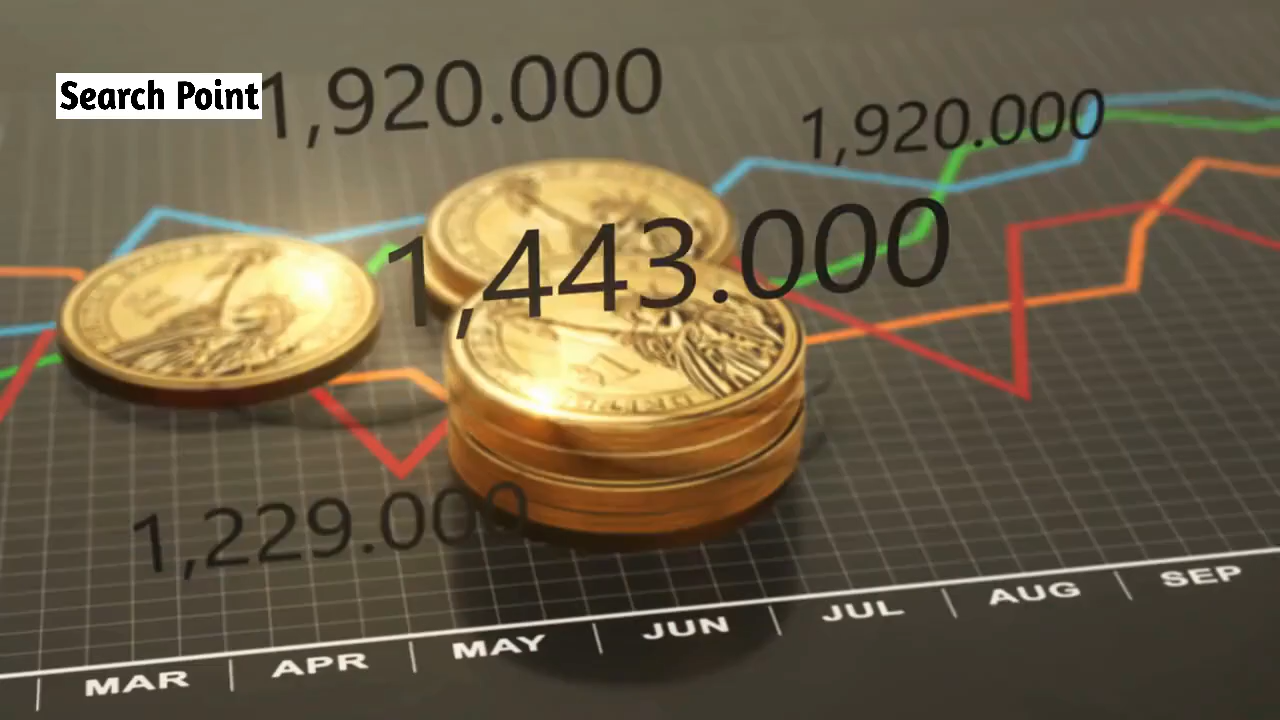 Search Point
1,920.000
1,920.000
1,443.000
1,229.000
MAR | APR | MAY | JUN | JUL | AUG | SEP